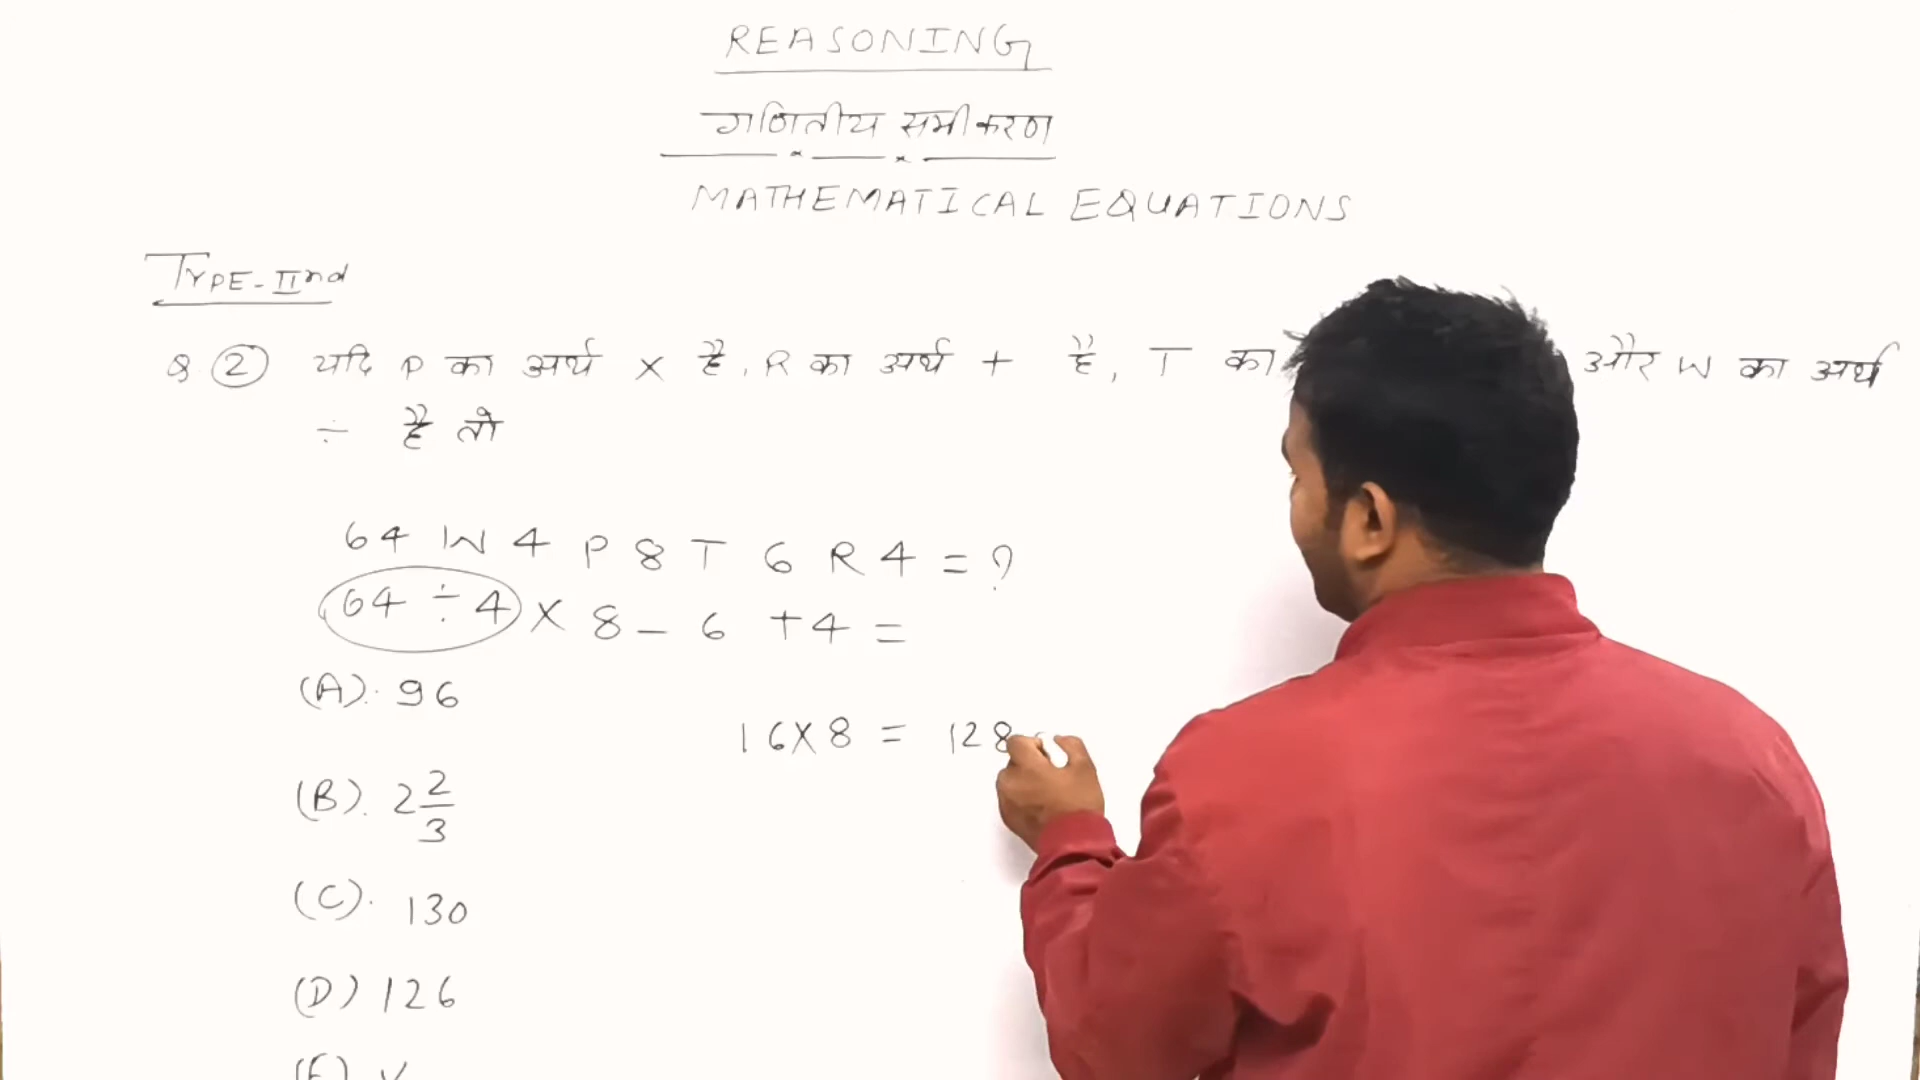 REASONING
गणितीय समीकरण
MATHEMATICAL EQUATIONS
TYPE-IInd
Q. ② यदि P का अर्थ × है, R का अर्थ + है, T का और W का अर्थ
÷ है तो
64 W 4 P 8 T 6 R 4 = ?
64 ÷ 4 × 8 - 6 + 4 =
(A). 96
16×8 = 128
(B). 2 2/3
(C). 130
(D) 126